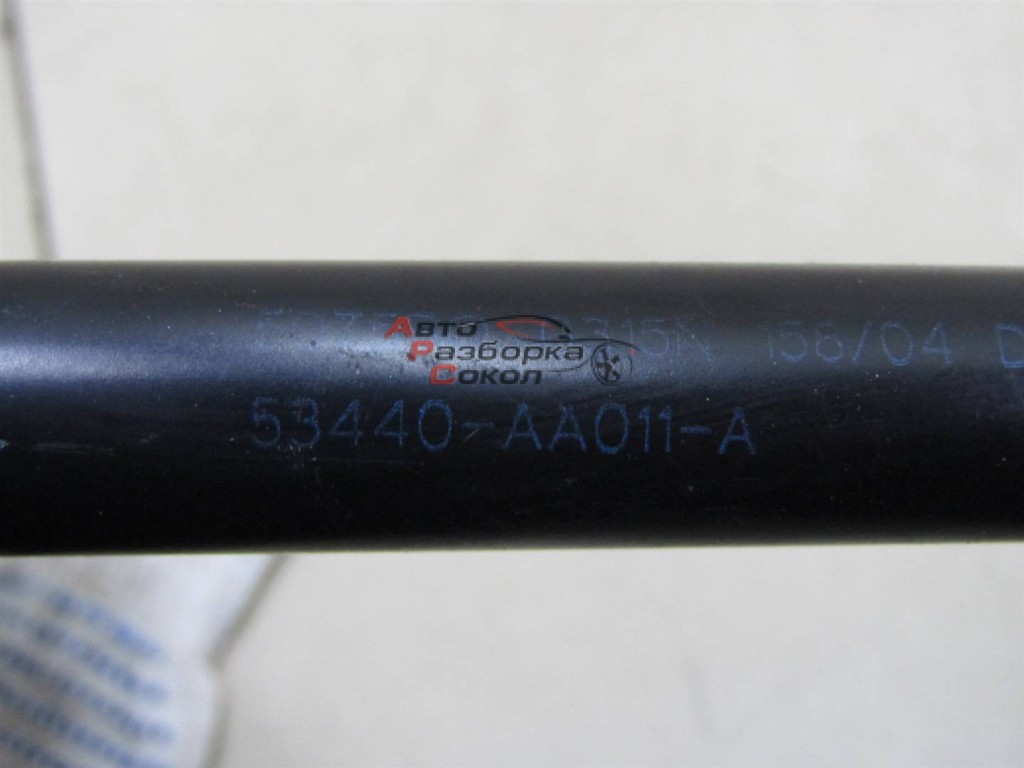 315N 158/04 D
Авто
Разборка
Сокол
53440-AA011-A